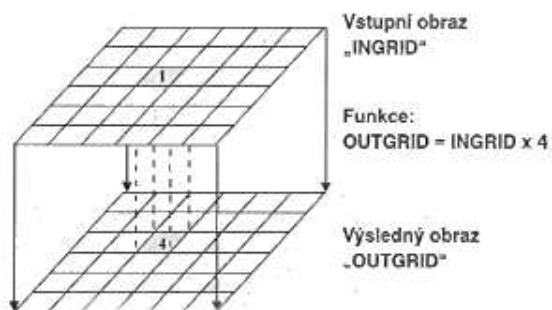 Vstupní obraz
„INGRID“
1
Funkce:
OUTGRID = INGRID x 4
Výsledný obraz
„OUTGRID“
4